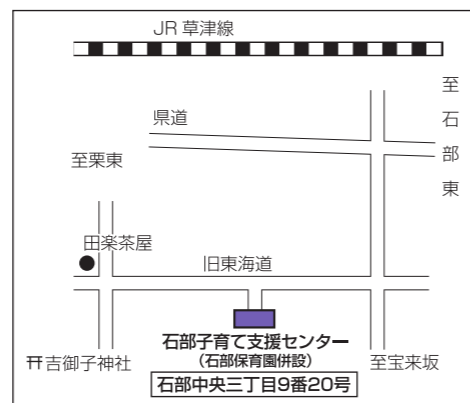 JR 草津線
至石部東
県道
至栗東
田楽茶屋
旧東海道
石部子育て支援センター
（石部保育園併設）
吉御子神社
至宝来坂
石部中央三丁目9番20号